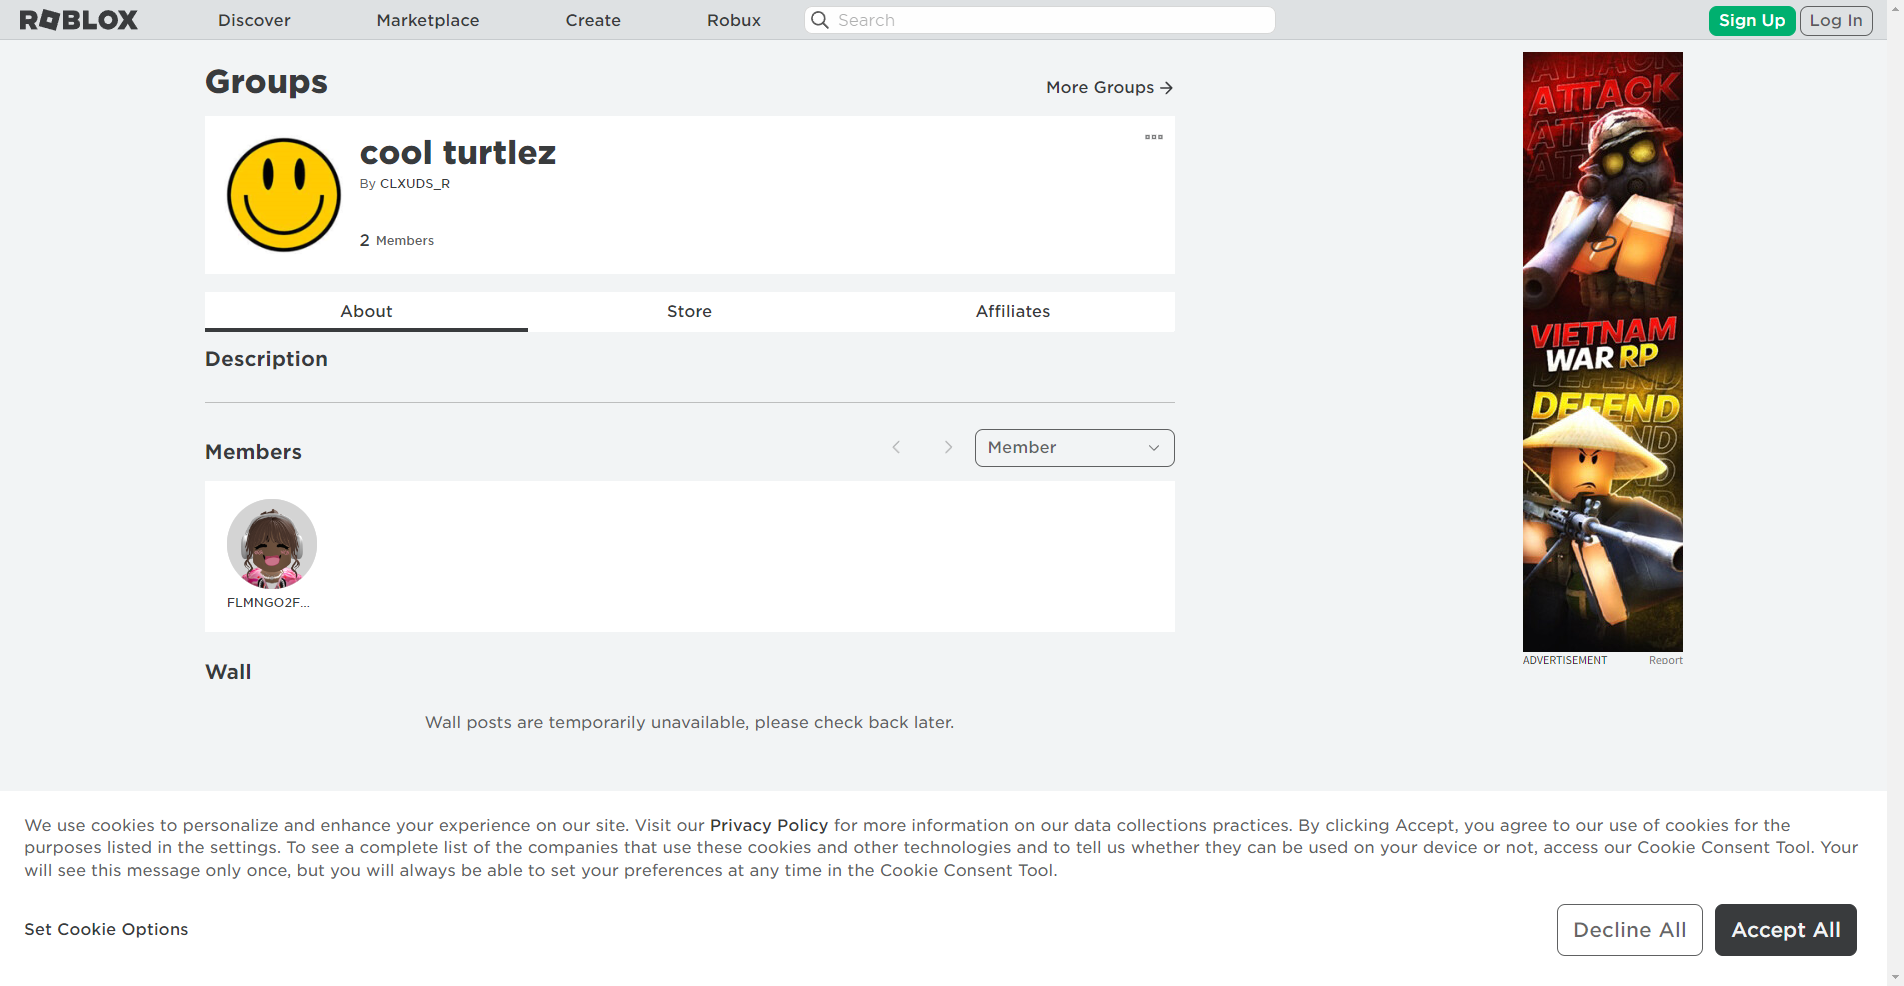 ROBLOX
Discover
Marketplace
Create
Robux
Search
Sign Up
Log In
Groups
More Groups
cool turtlez
By CLXUDS_R
2 Members
About
Store
Affiliates
Description
Members
Member
FLMNGO2F...
Wall
Wall posts are temporarily unavailable, please check back later.
ATTACK
ATTACK
VIETNAM
WAR RP
DEFEND
DEFEND
ADVERTISEMENT
Report
We use cookies to personalize and enhance your experience on our site. Visit our Privacy Policy for more information on our data collections practices. By clicking Accept, you agree to our use of cookies for the
purposes listed in the settings. To see a complete list of the companies that use these cookies and other technologies and to tell us whether they can be used on your device or not, access our Cookie Consent Tool. Your
will see this message only once, but you will always be able to set your preferences at any time in the Cookie Consent Tool.
Set Cookie Options
Decline All
Accept All